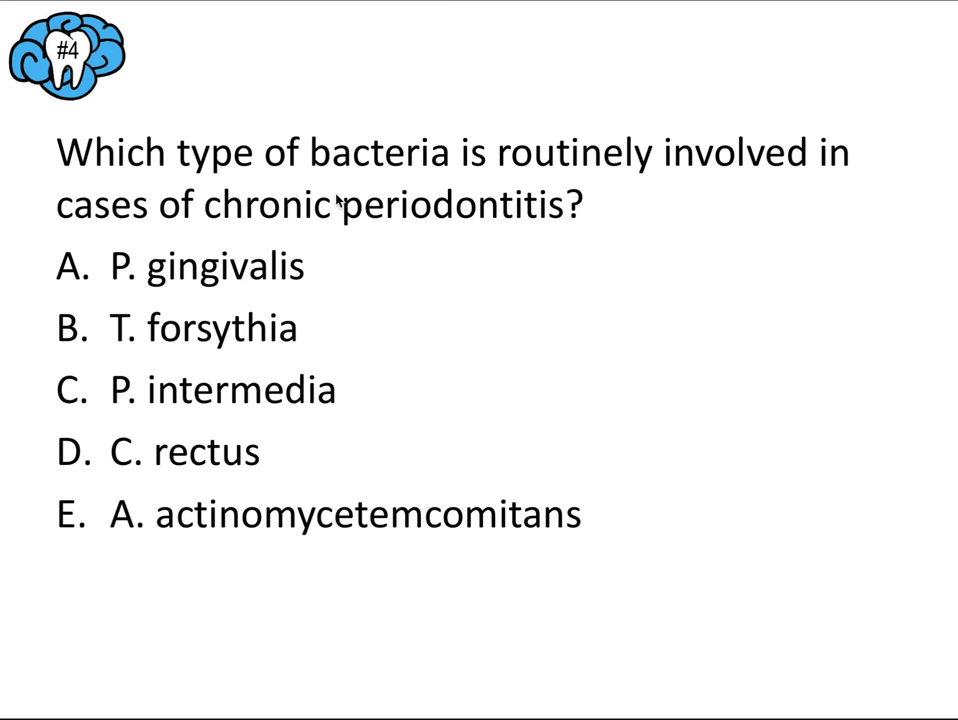 #4
Which type of bacteria is routinely involved in
cases of chronic periodontitis?
A. P. gingivalis
B. T. forsythia
C. P. intermedia
D. C. rectus
E. A. actinomycetemcomitans